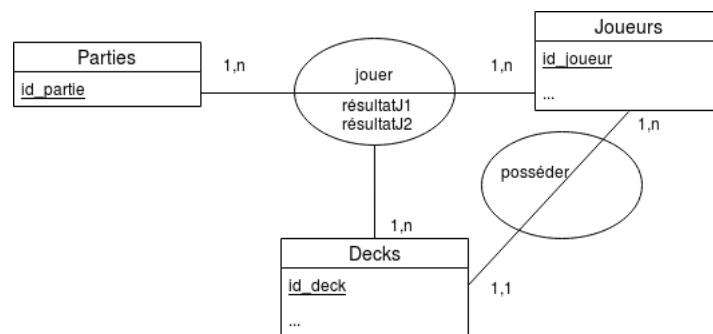 Joueurs
Parties
1,n
jouer
1,n
id_joueur
id_partie
...
résultatJ1
résultatJ2
1,n
posséder
1,n
Decks
id_deck
1,1
...